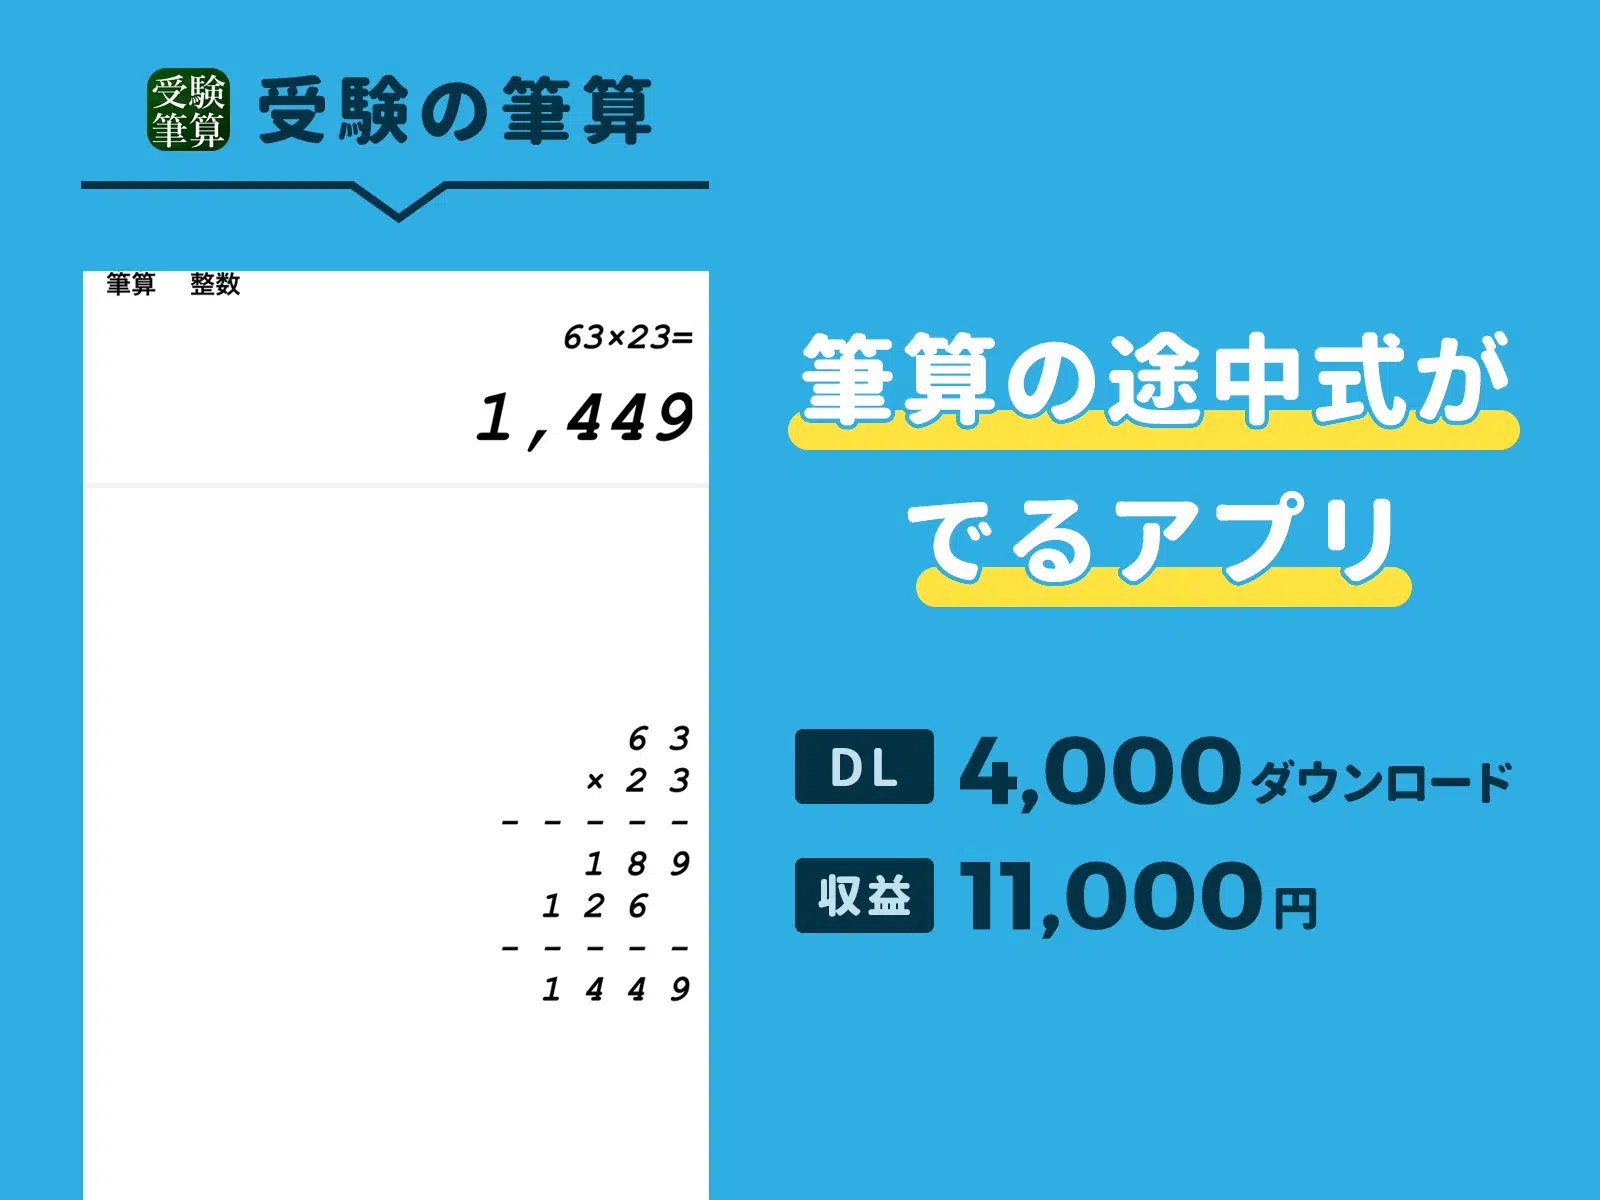 受験
筆算
受験の筆算
筆算 整数
63×23=
1,449
6 3
× 2 3
- - - - -
1 8 9
1 2 6
- - - - -
1 4 4 9
筆算の途中式が
でるアプリ
DL 4,000ダウンロード
収益 11,000円